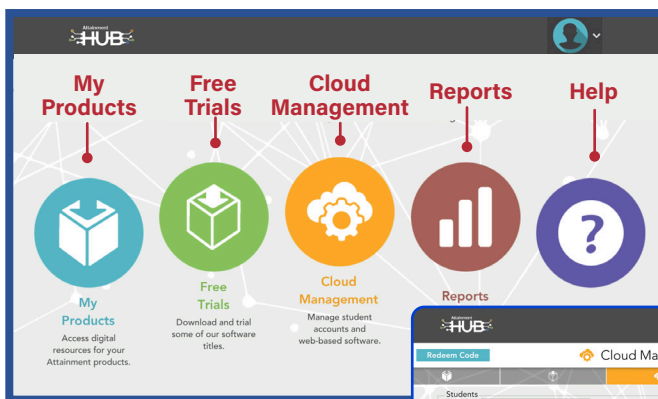 Attainment
HUB
My
Products
Free
Trials
Cloud
Management
Reports
Help
?
My
Products
Access digital
resources for your
Attainment products.
Free
Trials
Download and trial
some of our software
titles.
Cloud
Management
Manage student
accounts and
web-based software.
Reports
Attainment
HUB
Redeem Code
Cloud Ma
Students